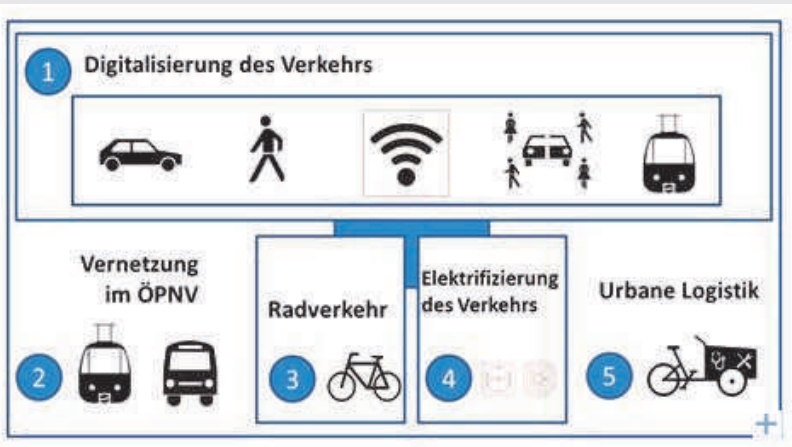 1
Digitalisierung des Verkehrs
Vernetzung
im ÖPNV
2
Radverkehr
3
Elektrifizierung
des Verkehrs
4
Urbane Logistik
5